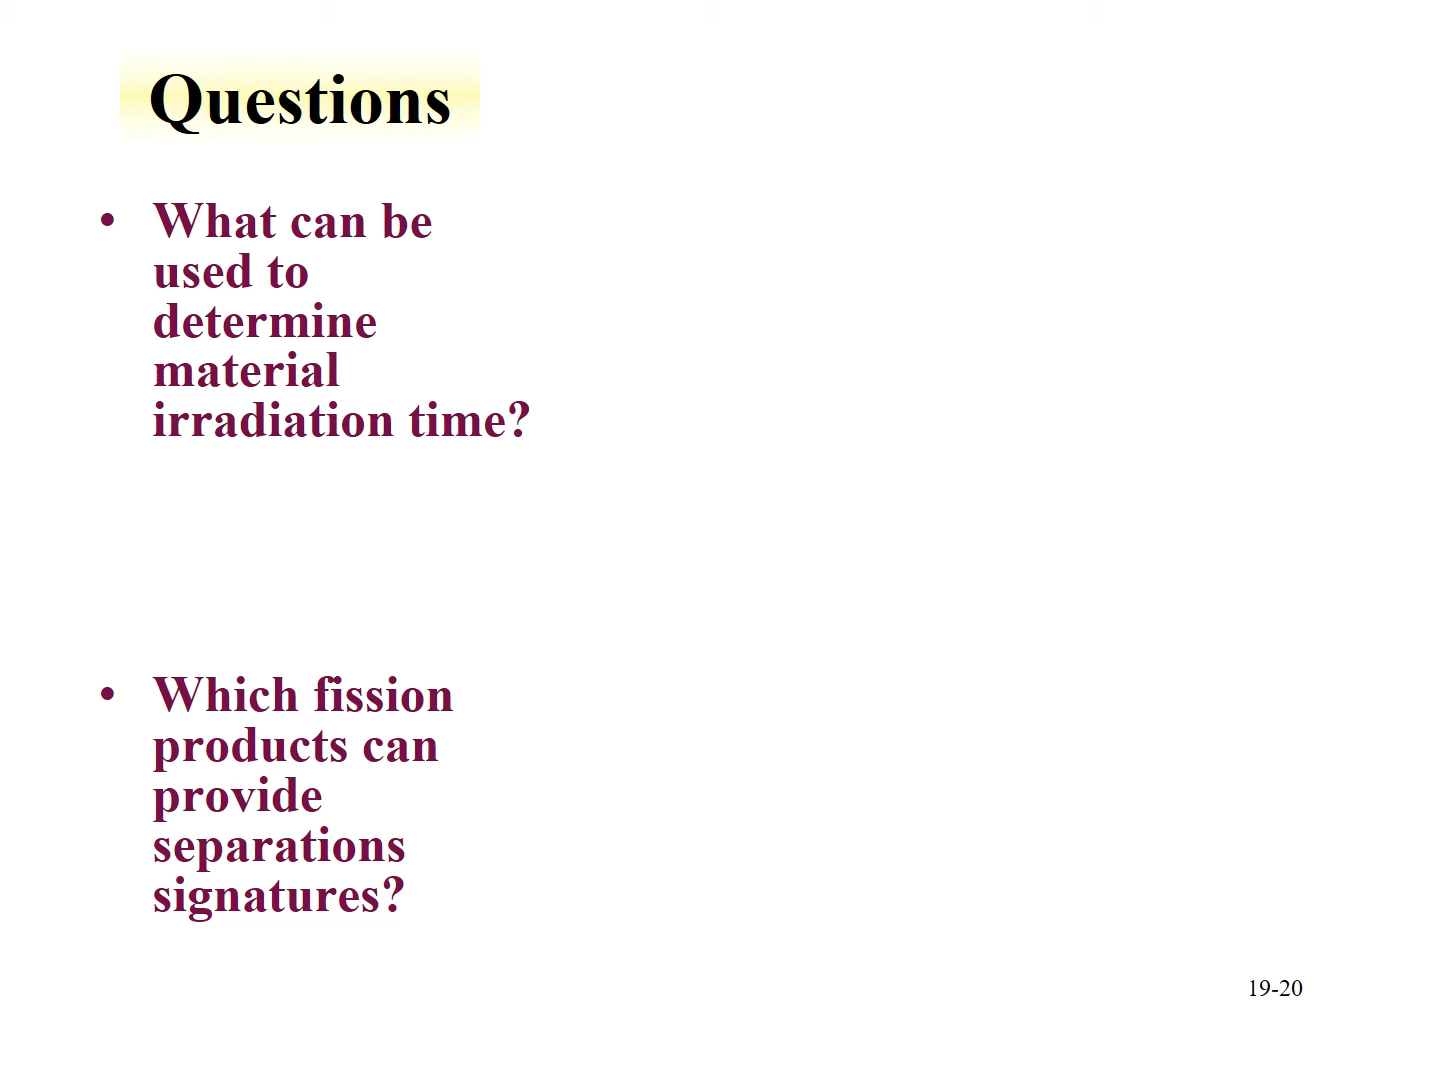 Questions
• What can be
used to
determine
material
irradiation time?
• Which fission
products can
provide
separations
signatures?
19-20